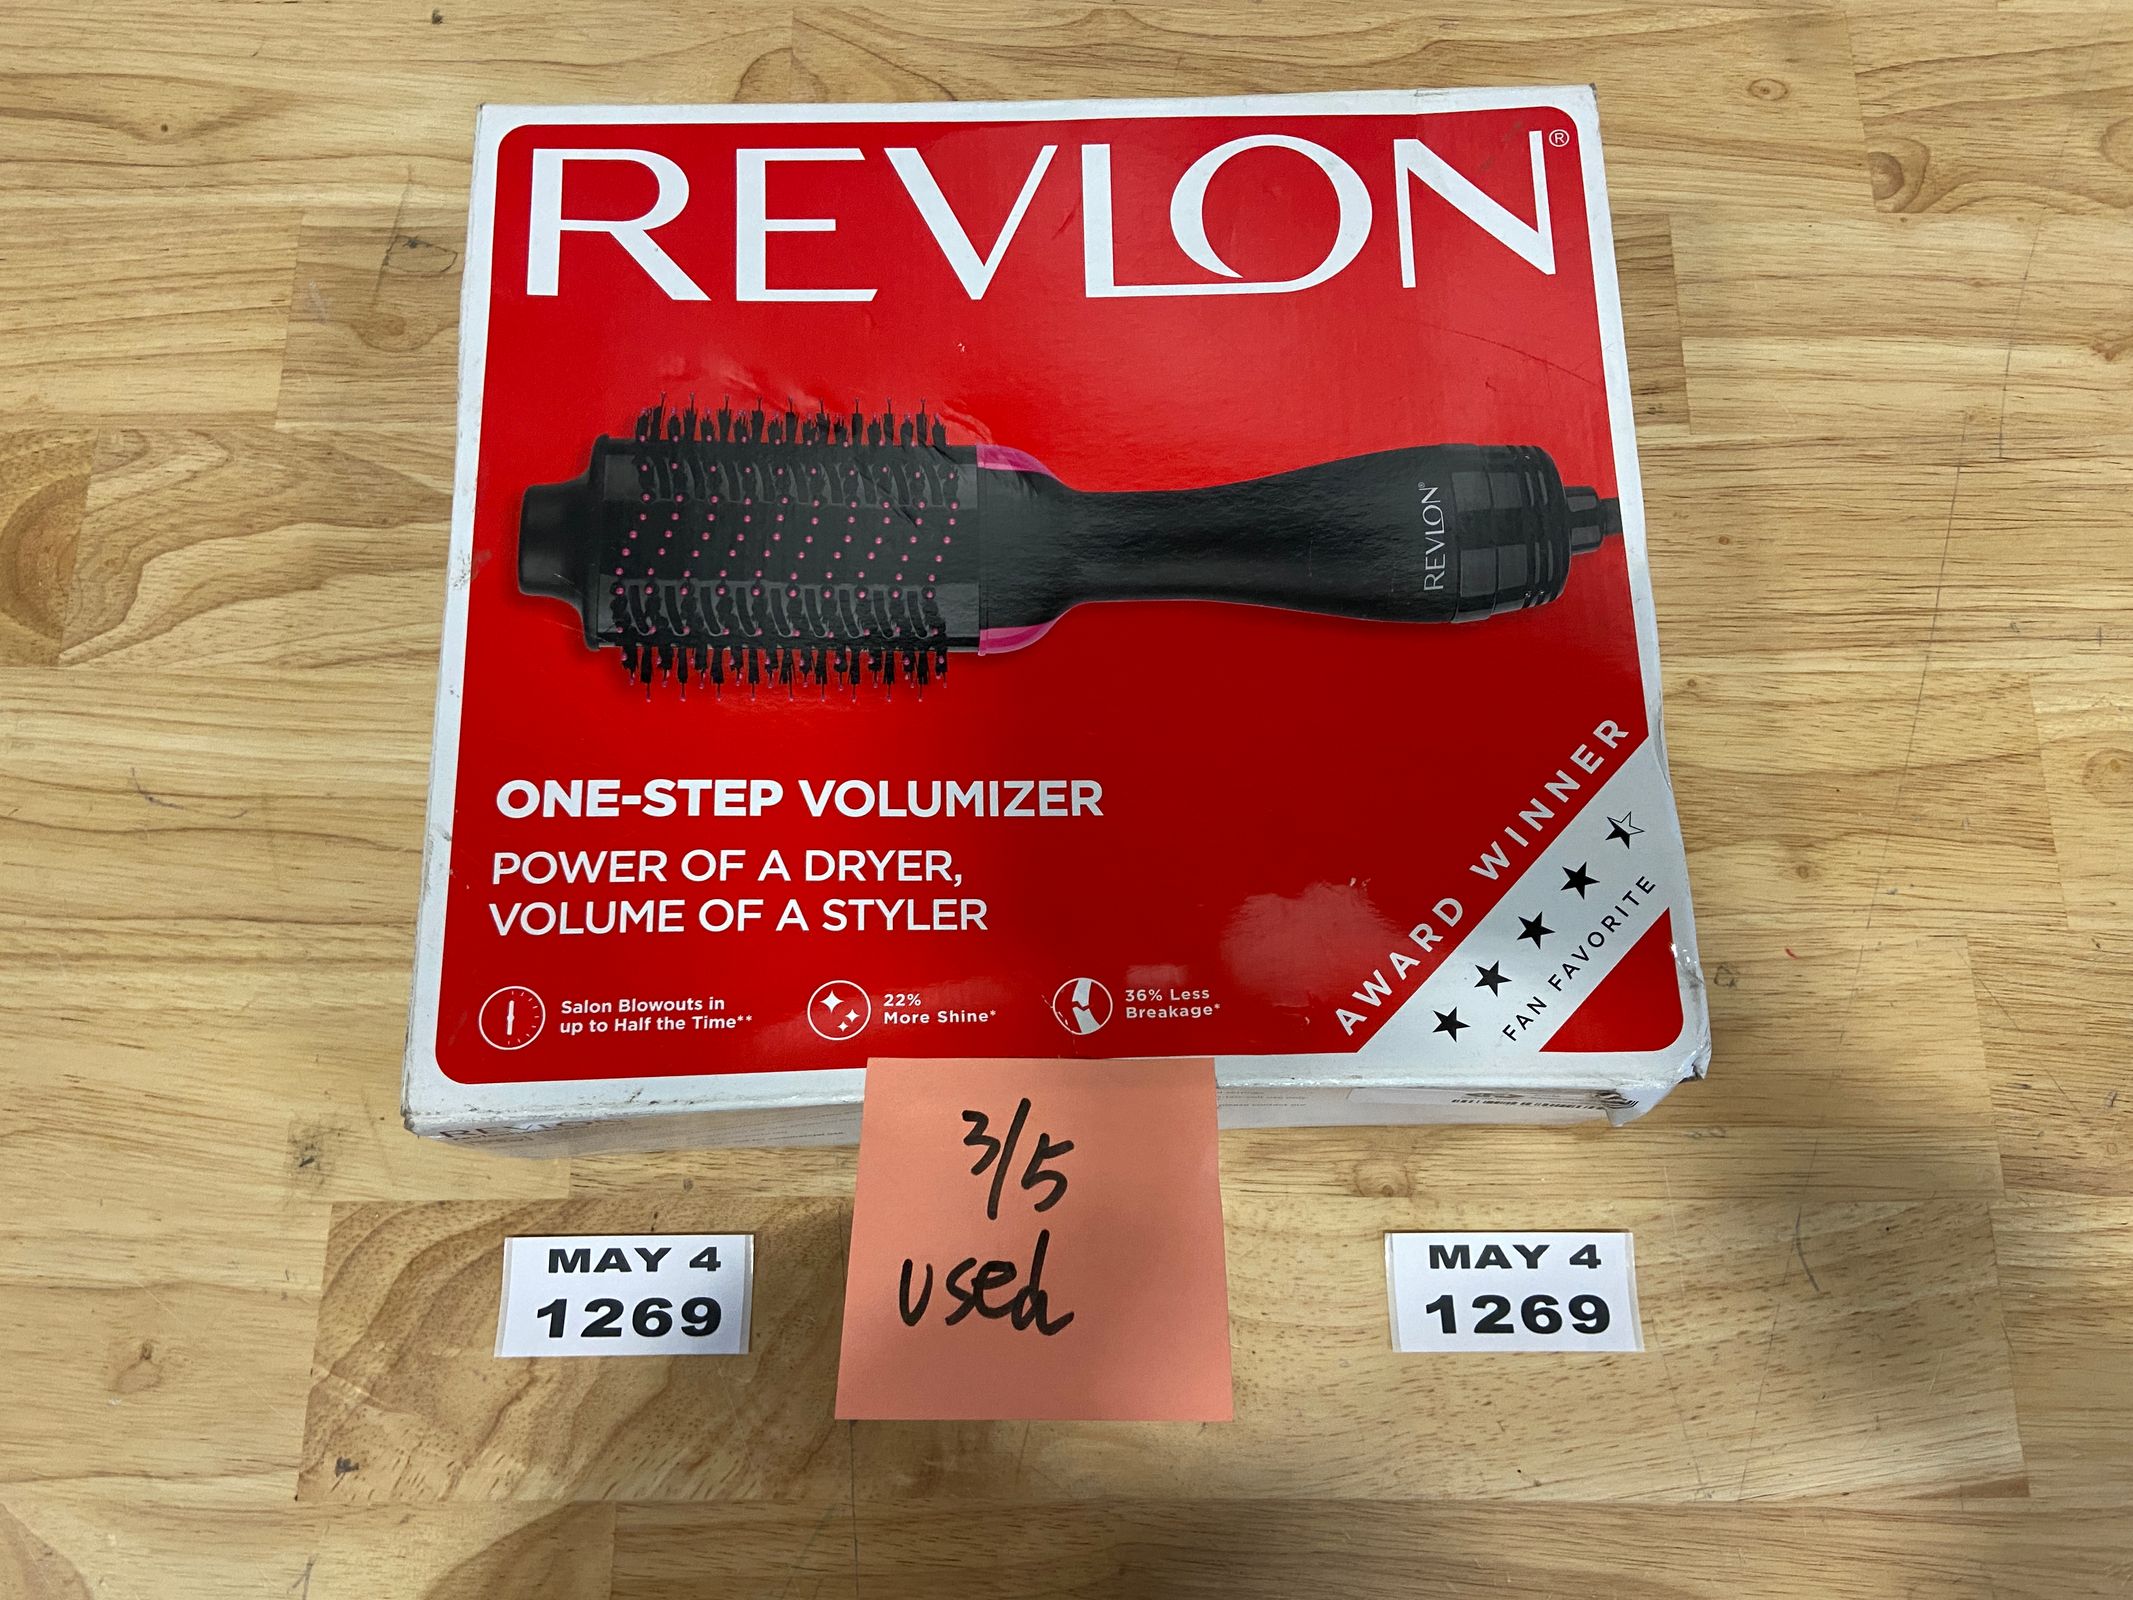 REVLON®
REVLON®
ONE-STEP VOLUMIZER
POWER OF A DRYER,
VOLUME OF A STYLER
Salon Blowouts in
up to Half the Time**
22%
More Shine*
36% Less
Breakage*
AWARD WINNER
FAN FAVORITE
REVLON
3/5
used
MAY 4
1269
MAY 4
1269